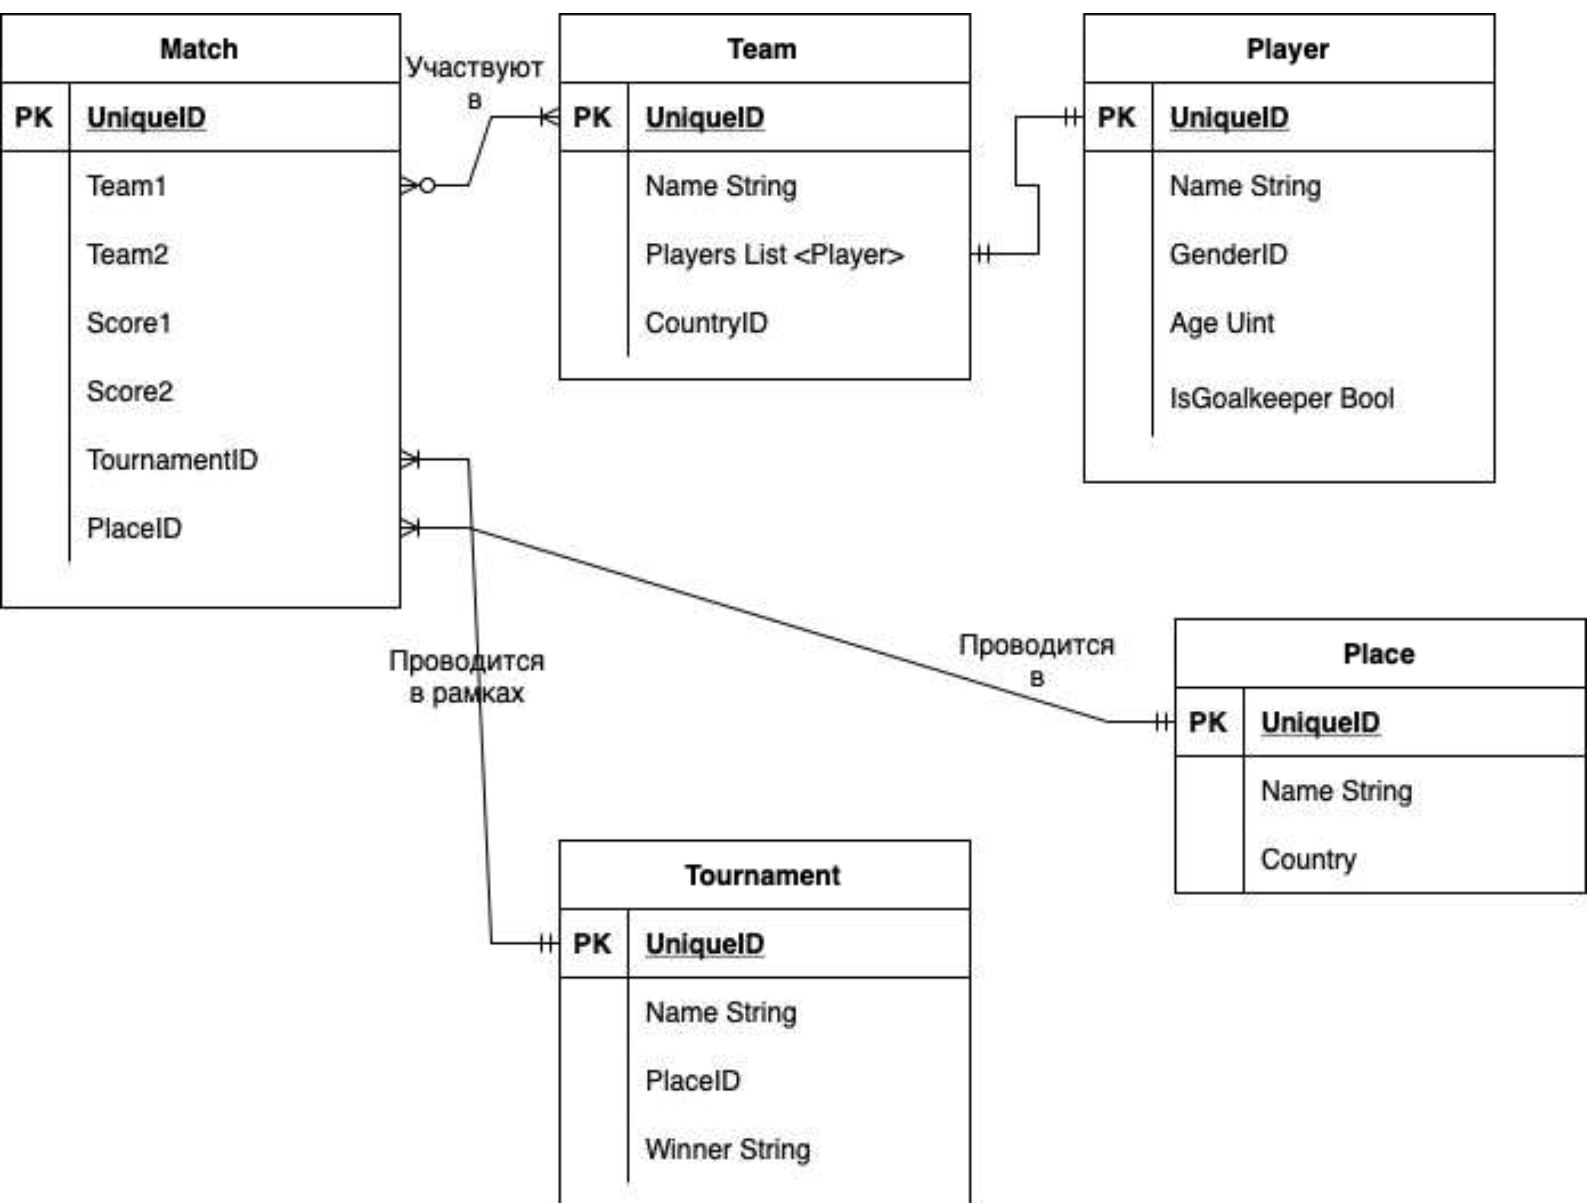 Match
PK UniqueID
Team1
Team2
Score1
Score2
TournamentID
PlaceID
Участвуют
в
Team
PK UniqueID
Name String
Players List <Player>
CountryID
Player
PK UniqueID
Name String
GenderID
Age Uint
IsGoalkeeper Bool
Проводится
в рамках
Проводится
в
Place
PK UniqueID
Name String
Country
Tournament
PK UniqueID
Name String
PlaceID
Winner String